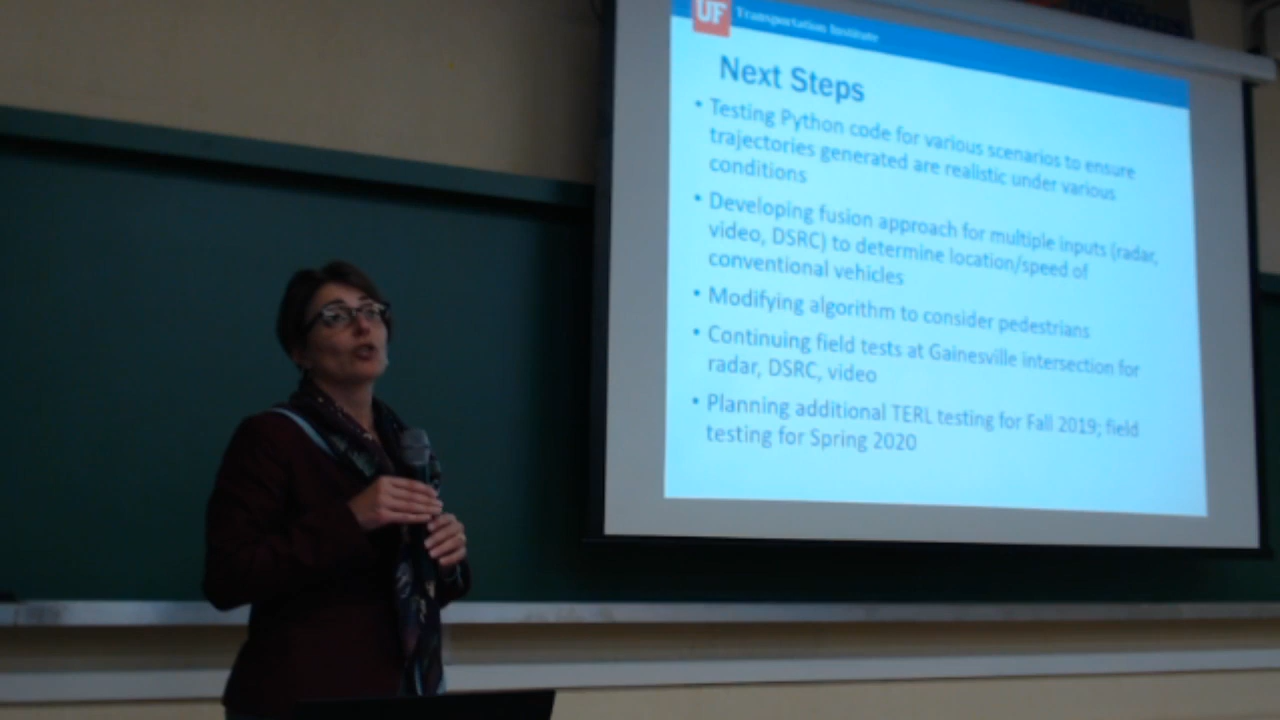 UF Transportation Institute
Next Steps
• Testing Python code for various scenarios to ensure
trajectories generated are realistic under various
conditions
• Developing fusion approach for multiple inputs (radar,
video, DSRC) to determine location/speed of
conventional vehicles
• Modifying algorithm to consider pedestrians
• Continuing field tests at Gainesville intersection for
radar, DSRC, video
• Planning additional TERL testing for Fall 2019; field
testing for Spring 2020